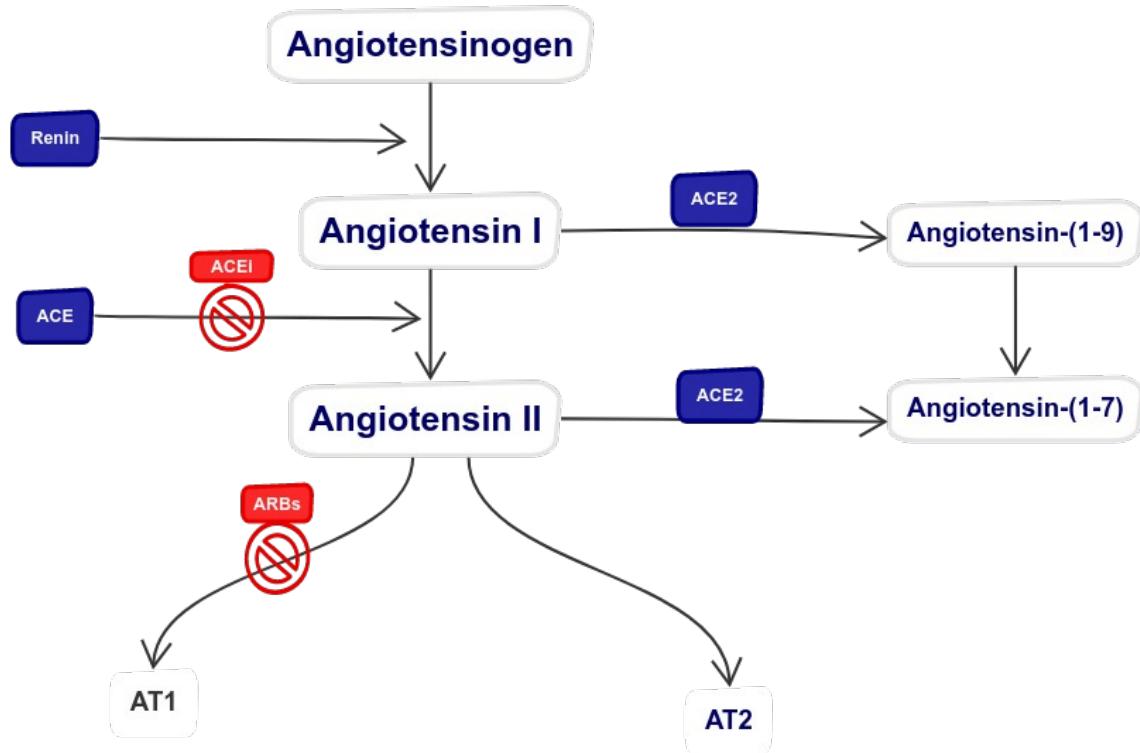 Angiotensinogen
Renin
ACE2
Angiotensin I
Angiotensin-(1-9)
ACEi
ACE
ACE2
Angiotensin II
Angiotensin-(1-7)
ARBs
AT1
AT2